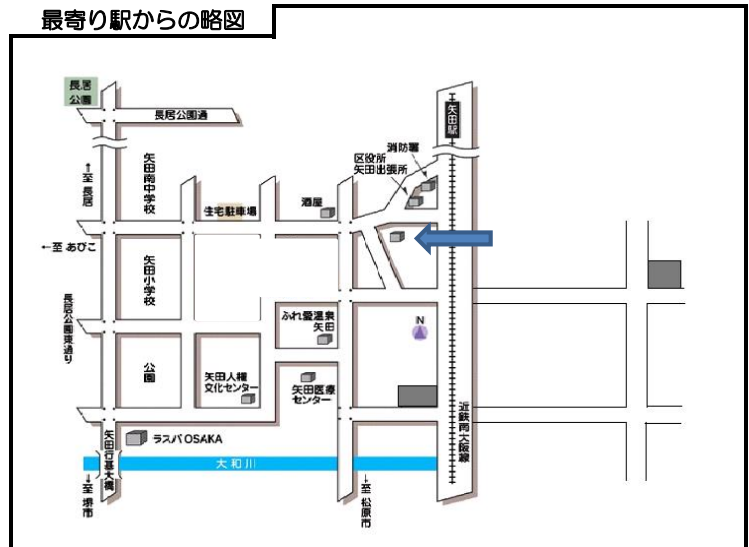 最寄り駅からの略図
長居
公園
長居公園通
矢田駅
消防署
区役所
矢田出張所
↑至 長居
矢田南中学校
住宅駐車場
酒屋
←至 あびこ
矢田小学校
長居公園東通り
ふれ愛温泉
矢田
N
公園
矢田人権
文化センター
矢田医療
センター
近鉄南大阪線
ラスパOSAKA
矢田行基大橋
大和川
↓至 堺市
↓至 松原市